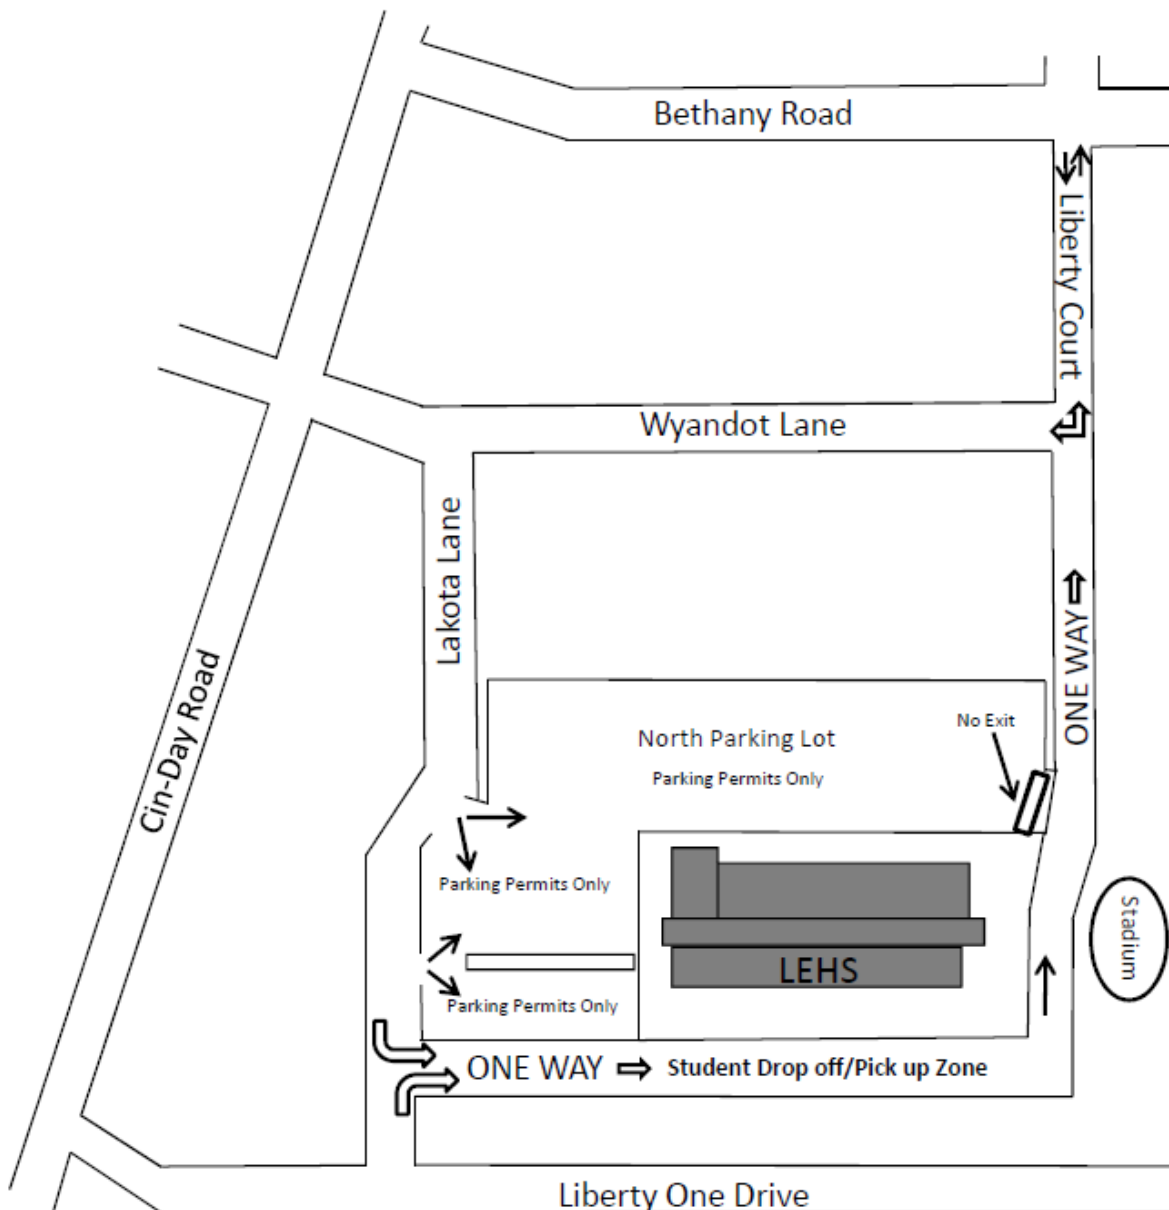 Bethany Road
Liberty Court
Wyandot Lane
Lakota Lane
ONE WAY
Cin-Day Road
No Exit
North Parking Lot
Parking Permits Only
Parking Permits Only
Stadium
LEHS
Parking Permits Only
ONE WAY
Student Drop off/Pick up Zone
Liberty One Drive